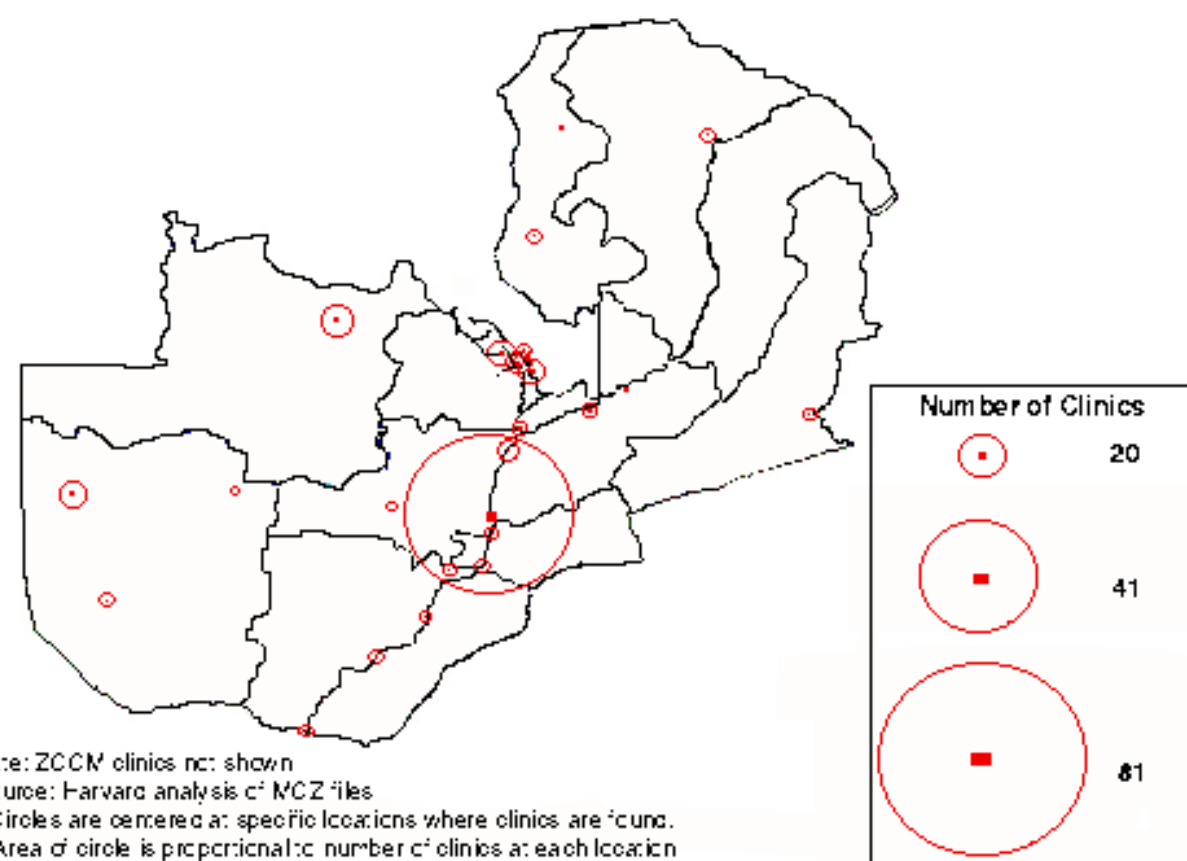 Number of Clinics
20
41
81
te: ZCCM clinics not shown
urce: Harvard analysis of MCZ files
Circles are centered at specific locations where clinics are found.
Area of circle is proportional to number of clinics at each location